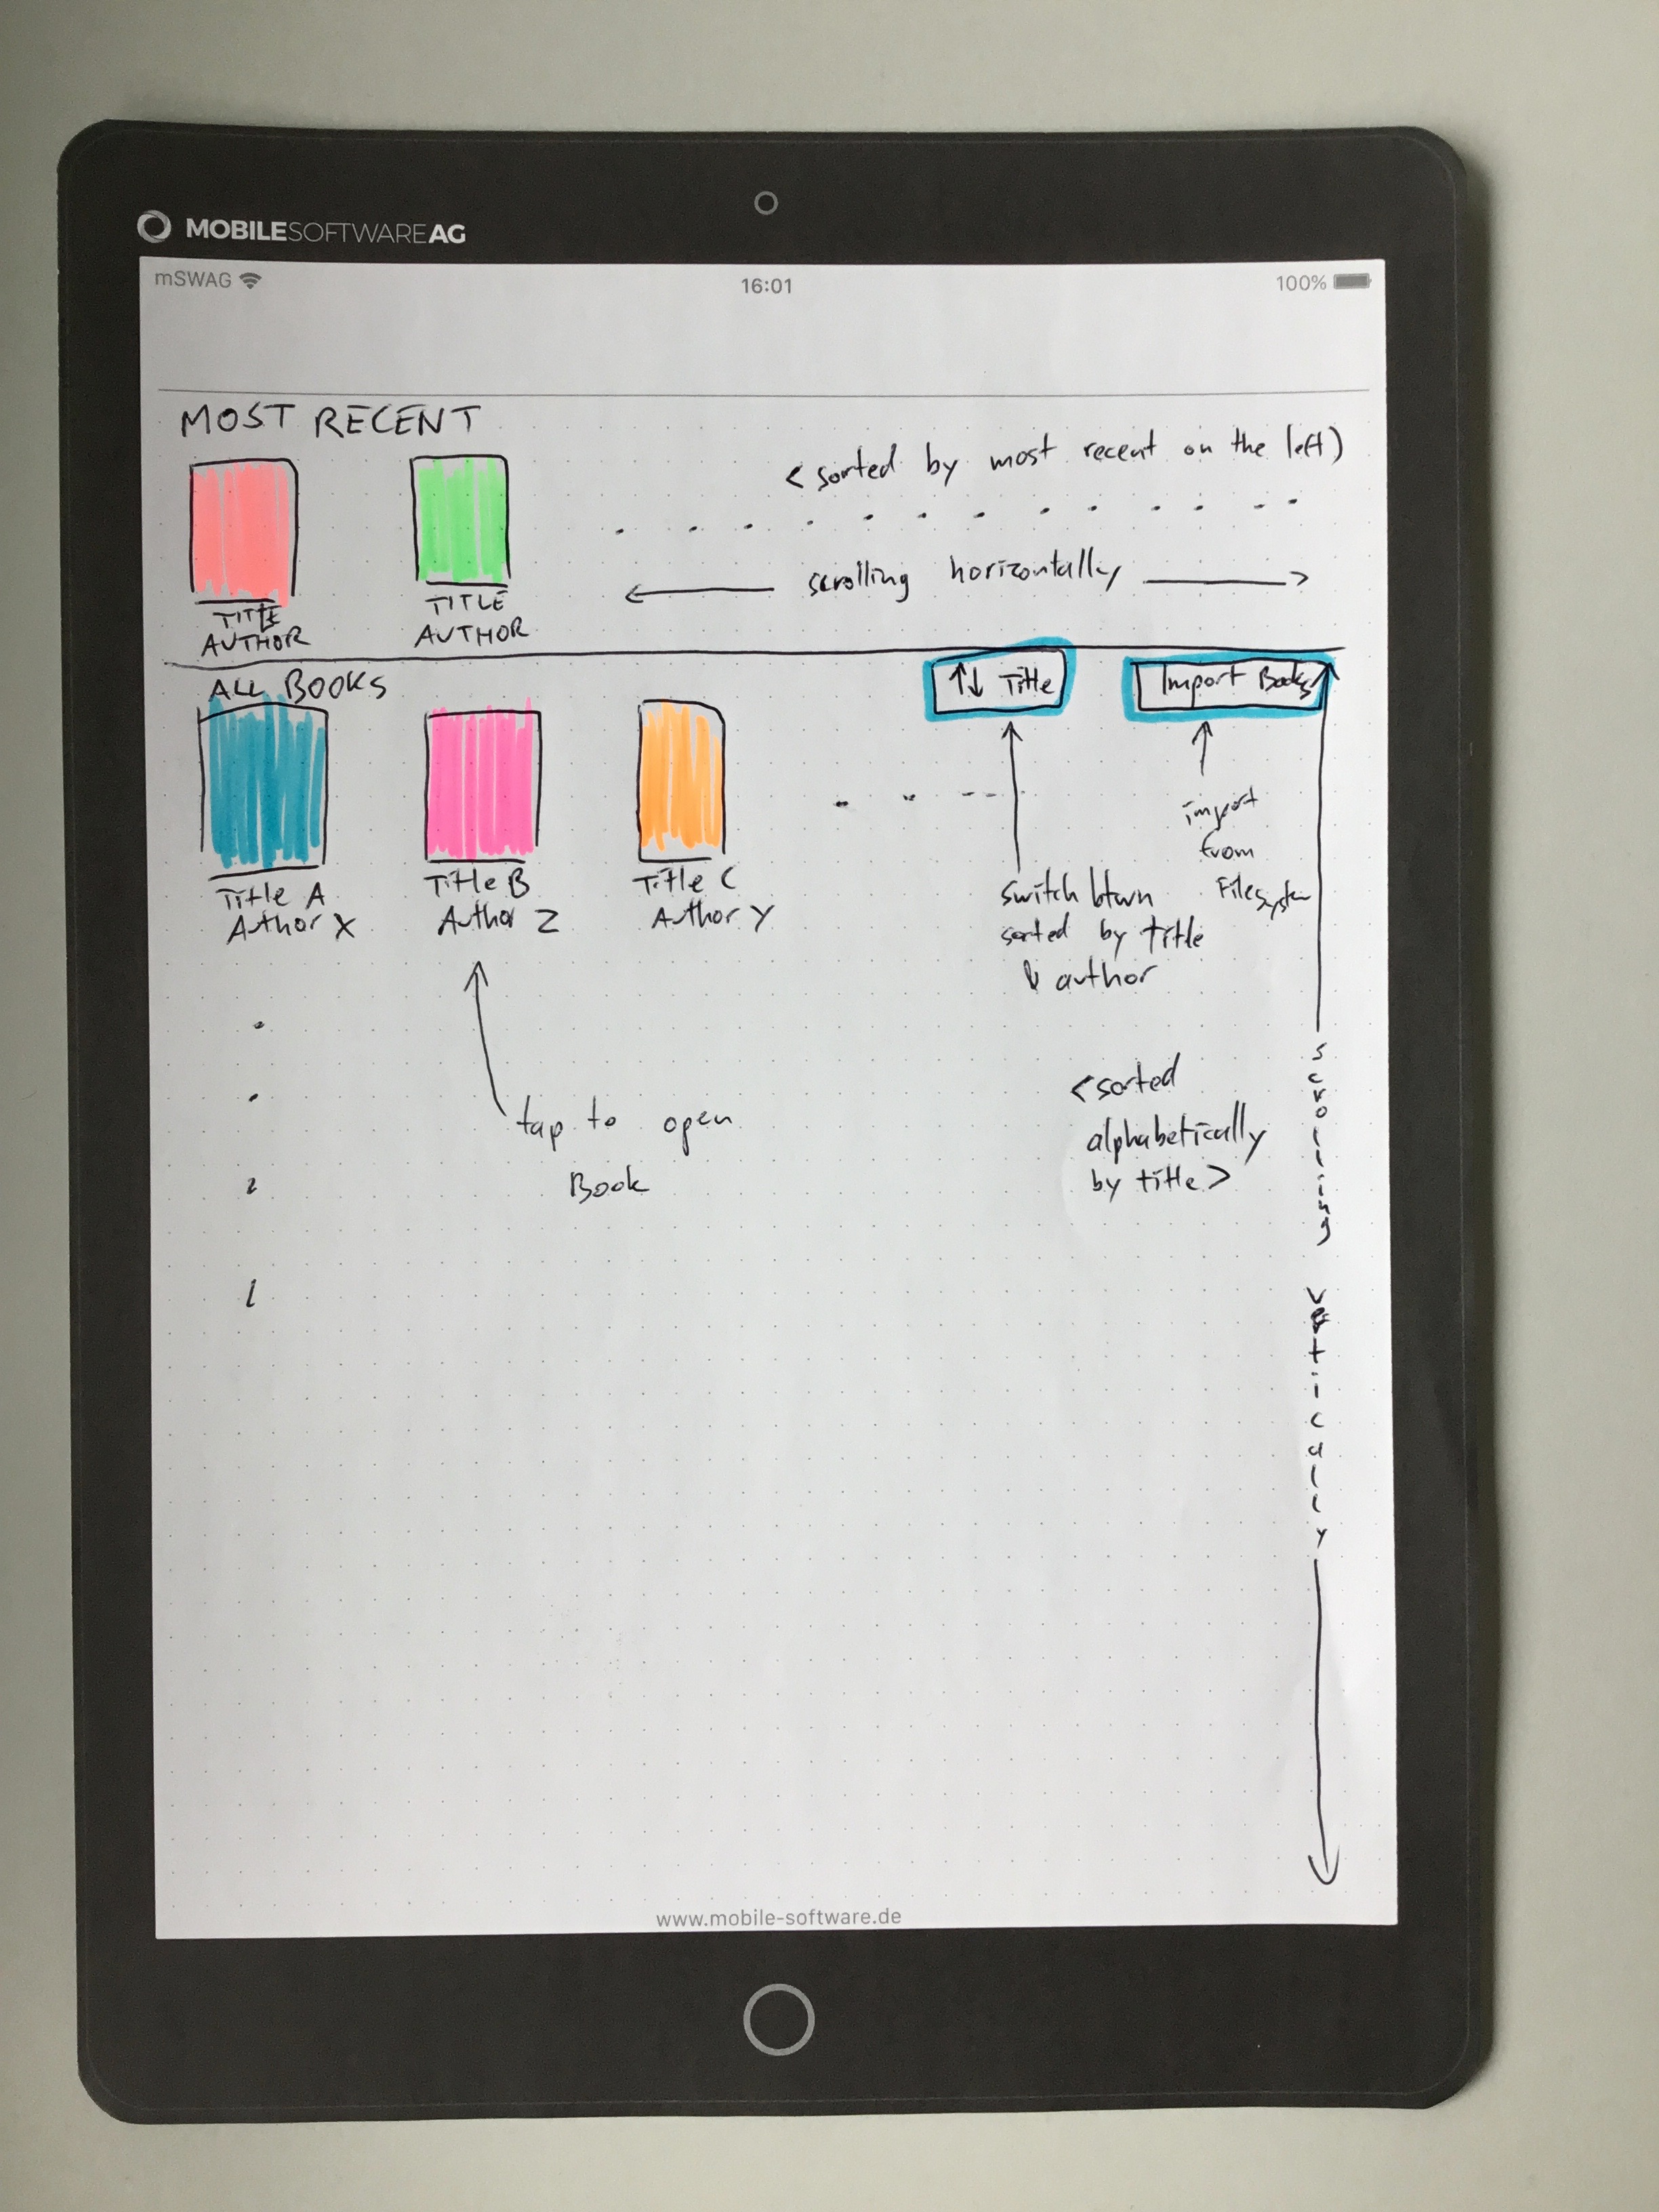 MOBILESOFTWAREAG
mSWAG 16:01 100%
MOST RECENT
< sorted by most recent on the left)
scrolling horizontally
TITLE
AUTHOR
TITLE
AUTHOR
ALL BOOKS
↑↓ Title
Import Books
import
from
Filesystem
Title A
Author X
Title B
Author Z
Title C
Author Y
switch btwn
sorted by title
& author
tap to open
Book
<sorted
alphabetically
by title>
scrolling vertically
www.mobile-software.de